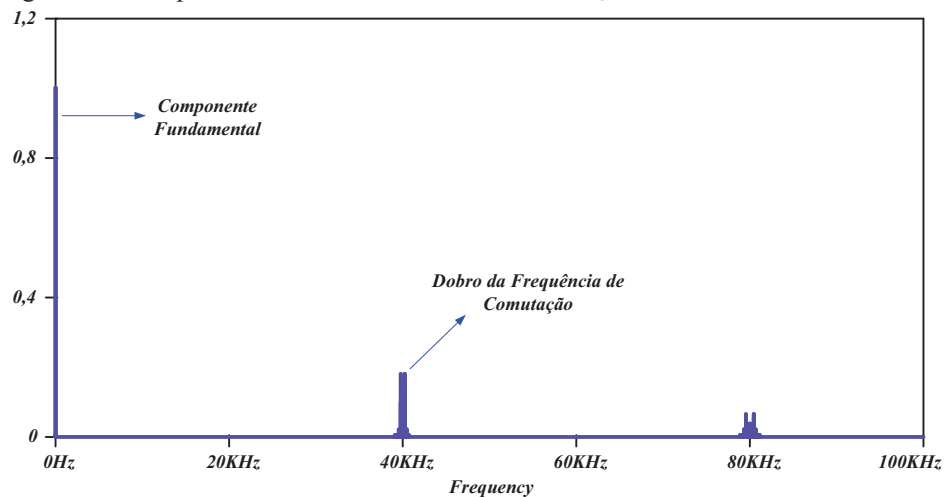 1,2
Componente
Fundamental
0,8
Dobro da Frequência de
Comutação
0,4
0
0Hz 20KHz 40KHz 60KHz 80KHz 100KHz
Frequency